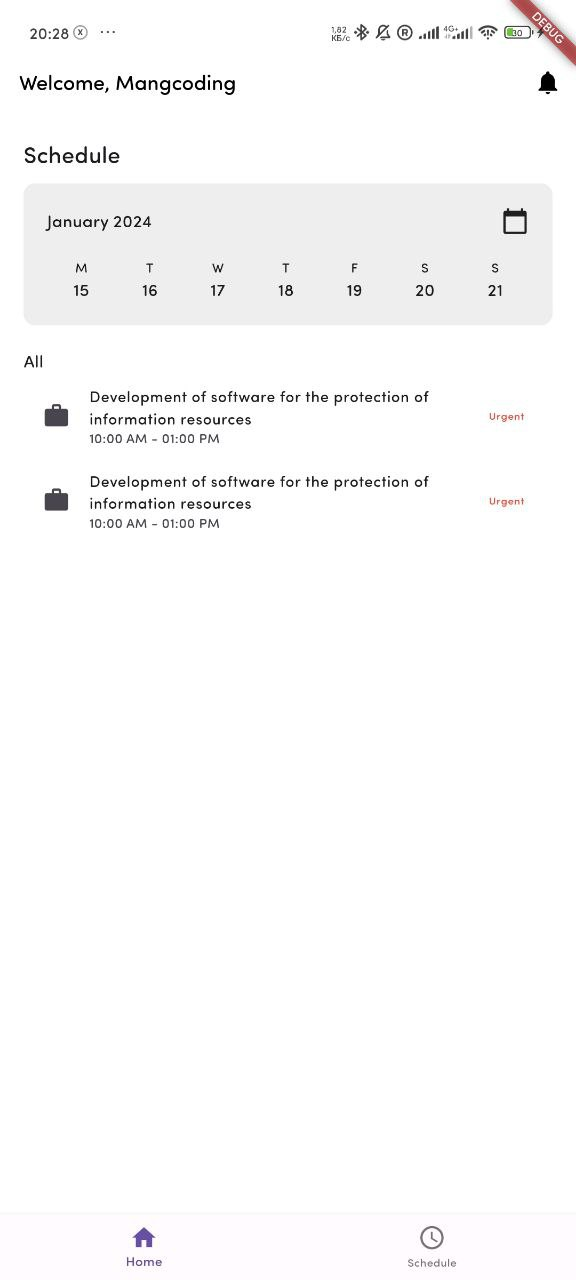 20:28 ···
1,82
КБ/с
R
4G+
30
DEBUG
Welcome, Mangcoding
Schedule
January 2024
M T W T F S S
15 16 17 18 19 20 21
All
Development of software for the protection of
information resources
10:00 AM - 01:00 PM
Urgent
Development of software for the protection of
information resources
10:00 AM - 01:00 PM
Urgent
Home
Schedule